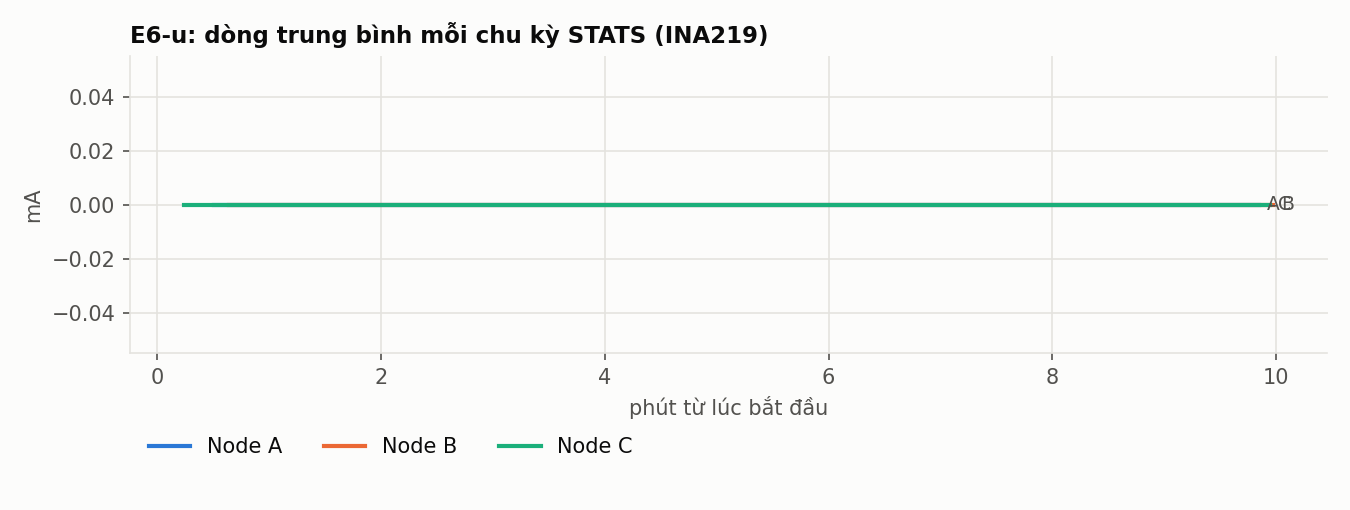 E6-u: dòng trung bình mỗi chu kỳ STATS (INA219)
0.04
0.02
0.00
−0.02
−0.04
mA
A
C
B
0 2 4 6 8 10
phút từ lúc bắt đầu
Node A Node B Node C